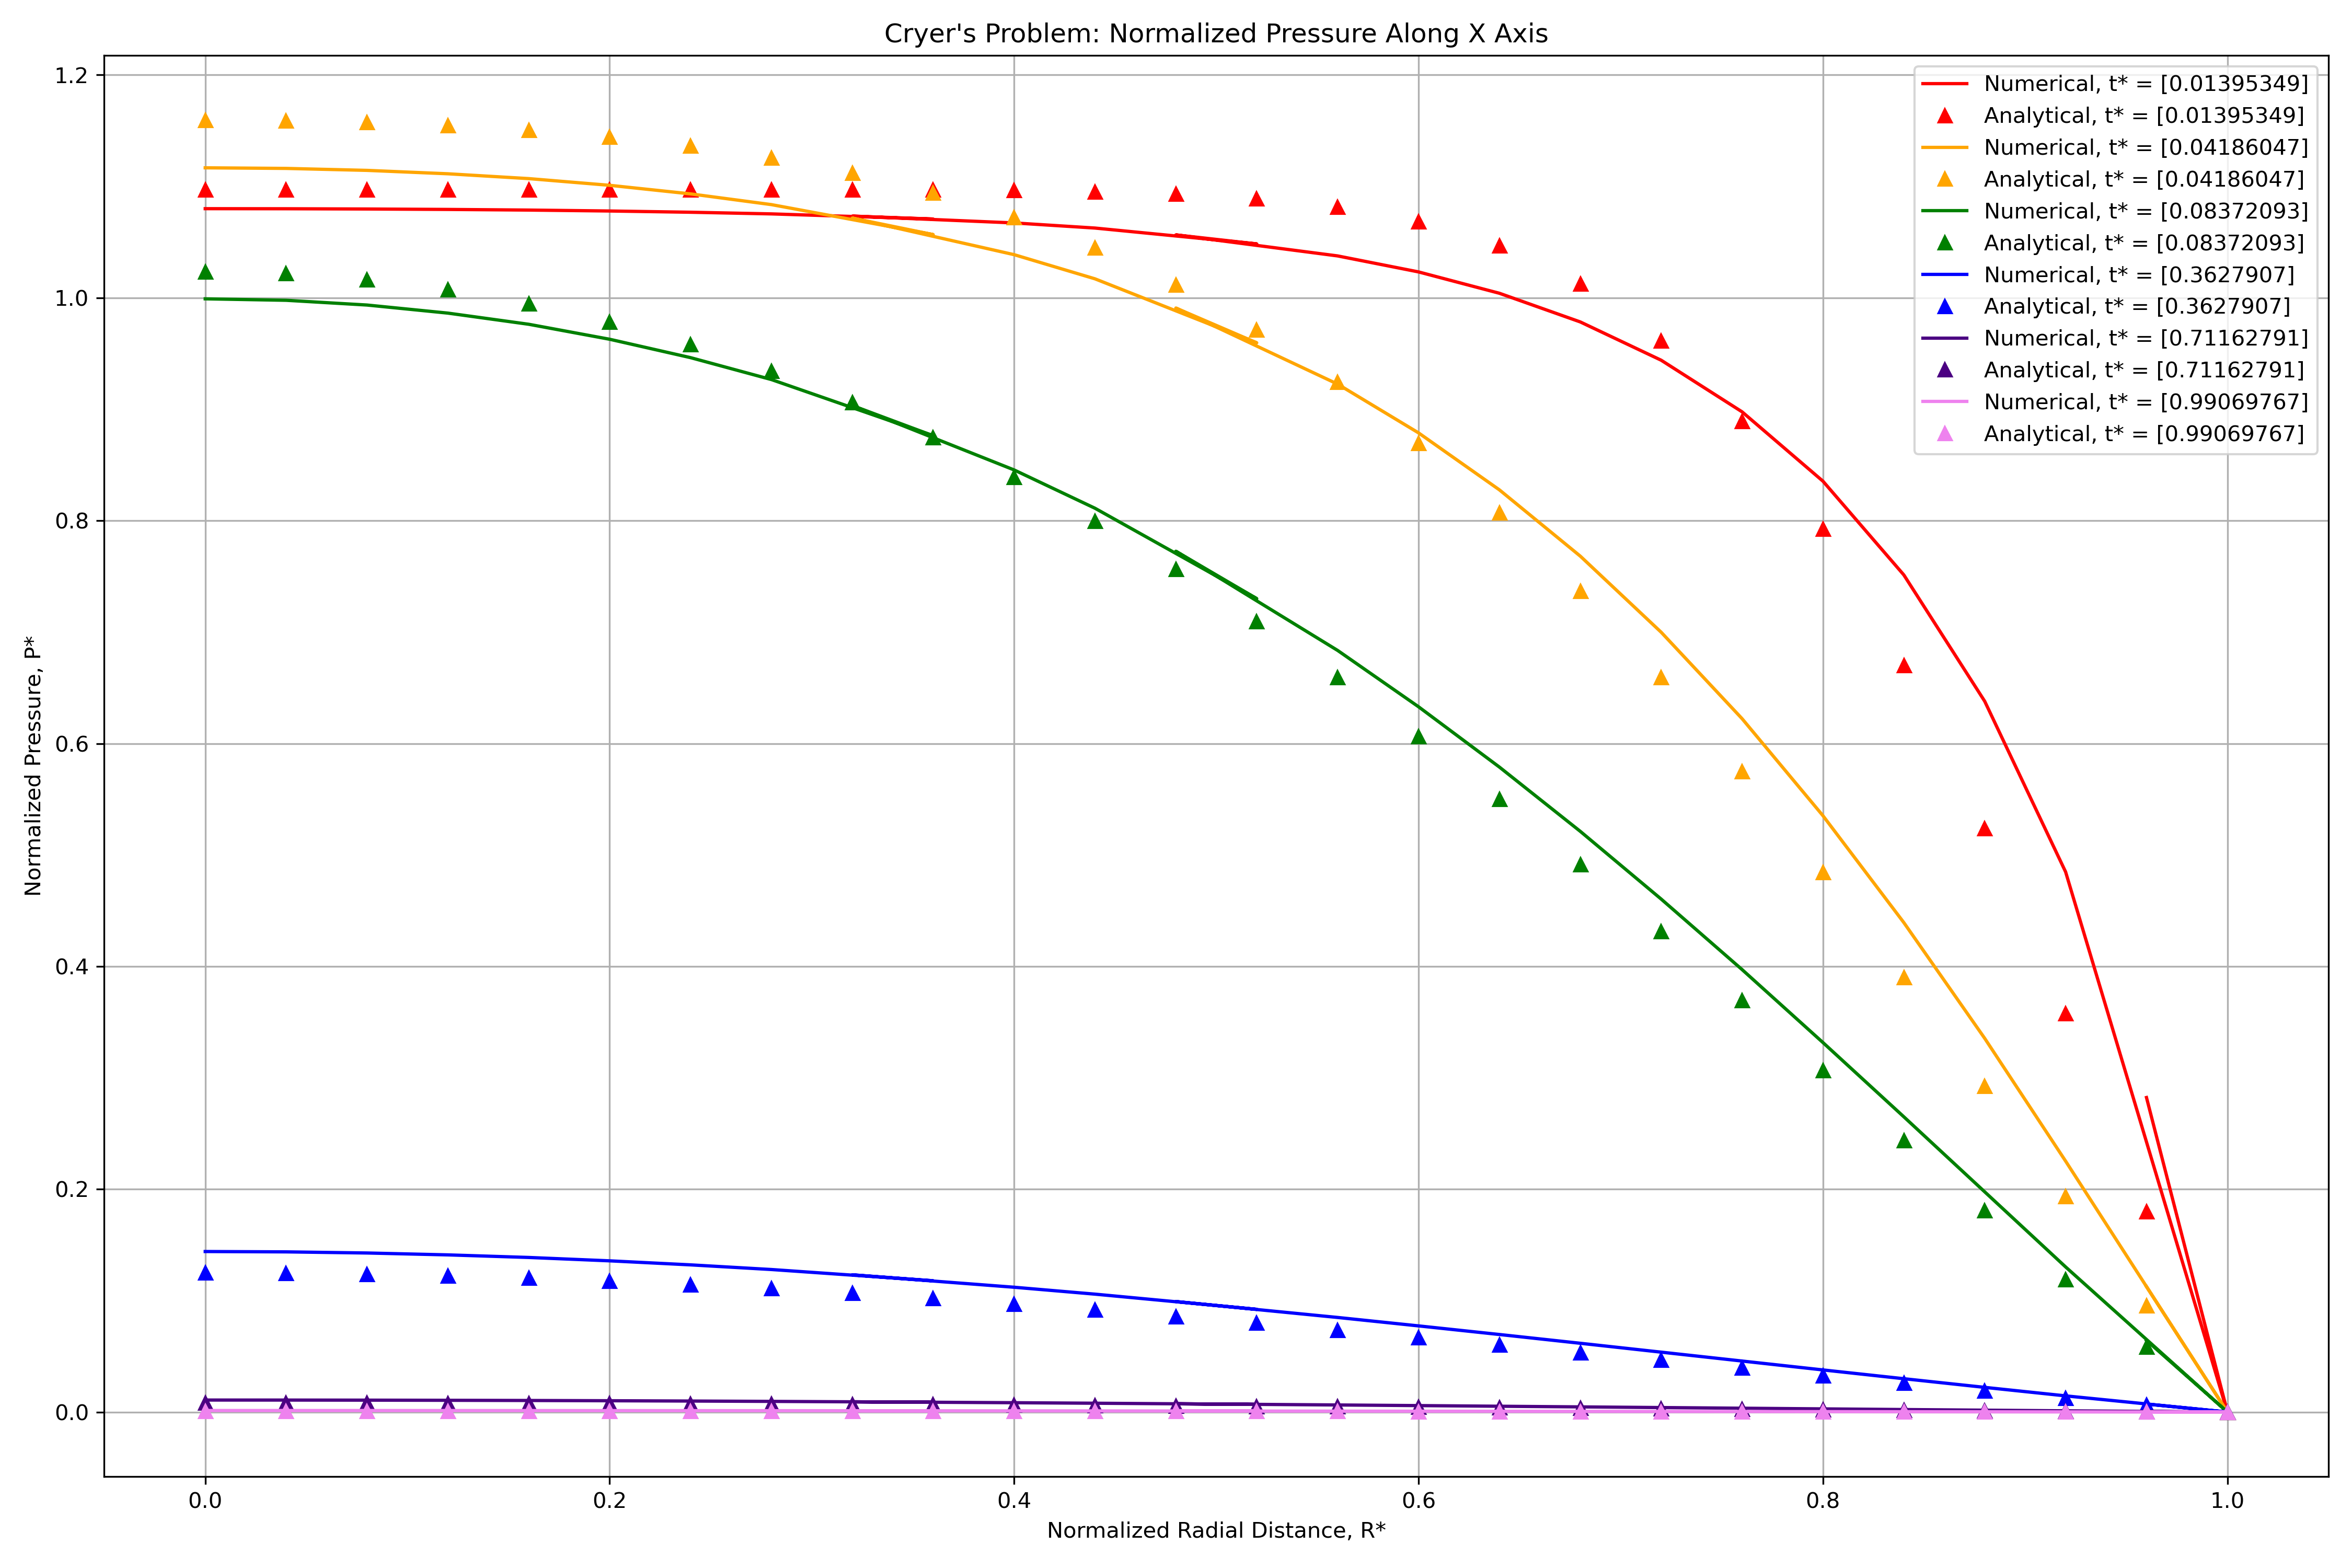 Cryer's Problem: Normalized Pressure Along X Axis
Numerical, t* = [0.01395349]
Analytical, t* = [0.01395349]
Numerical, t* = [0.04186047]
Analytical, t* = [0.04186047]
Numerical, t* = [0.08372093]
Analytical, t* = [0.08372093]
Numerical, t* = [0.3627907]
Analytical, t* = [0.3627907]
Numerical, t* = [0.71162791]
Analytical, t* = [0.71162791]
Numerical, t* = [0.99069767]
Analytical, t* = [0.99069767]
Normalized Pressure, P*
1.2
1.0
0.8
0.6
0.4
0.2
0.0
0.0 0.2 0.4 0.6 0.8 1.0
Normalized Radial Distance, R*